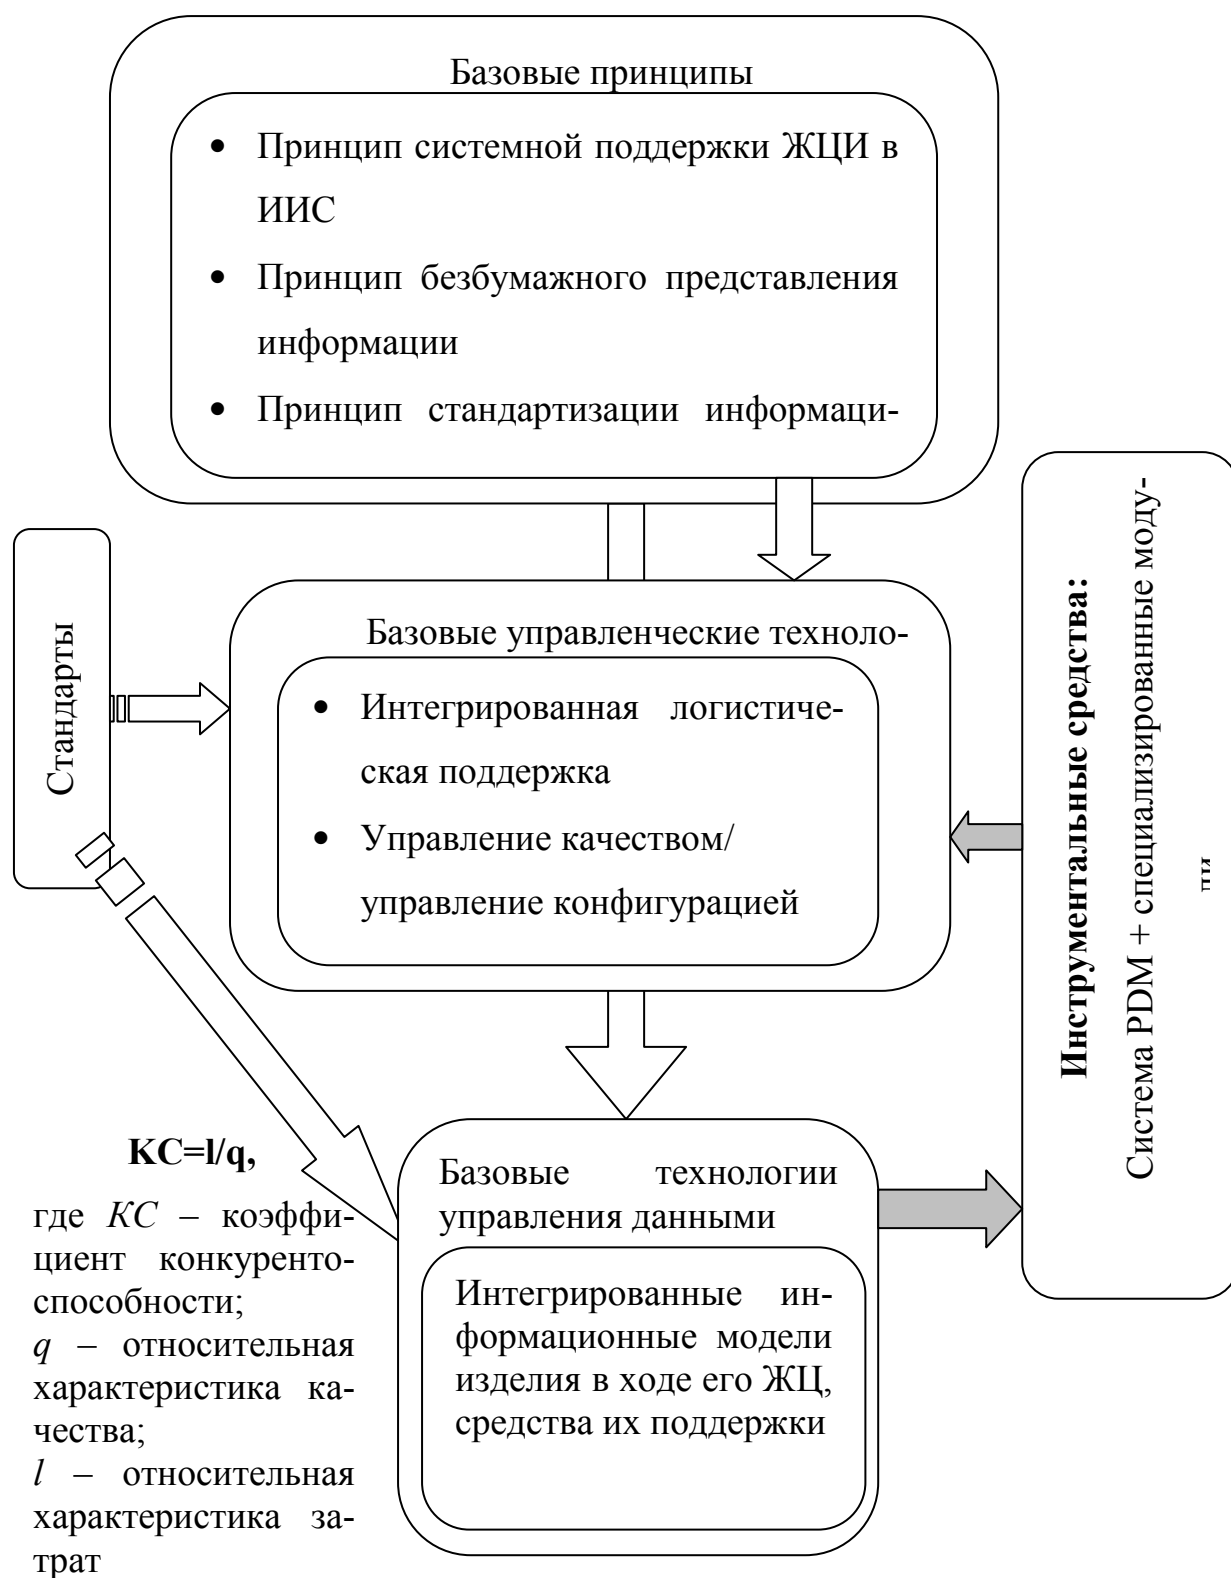 Базовые принципы
• Принцип системной поддержки ЖЦИ в
ИИС
• Принцип безбумажного представления
информации
• Принцип стандартизации информаци-
Стандарты
Базовые управленческие техноло-
• Интегрированная логистиче-
ская поддержка
• Управление качеством/
управление конфигурацией
Инструментальные средства:
Система PDM + специализированные моду-
Базовые технологии
управления данными
Интегрированные ин-
формационные модели
изделия в ходе его ЖЦ,
средства их поддержки
КС=l/q,
где КС – коэффи-
циент конкуренто-
способности;
q – относительная
характеристика ка-
чества;
l – относительная
характеристика за-
трат